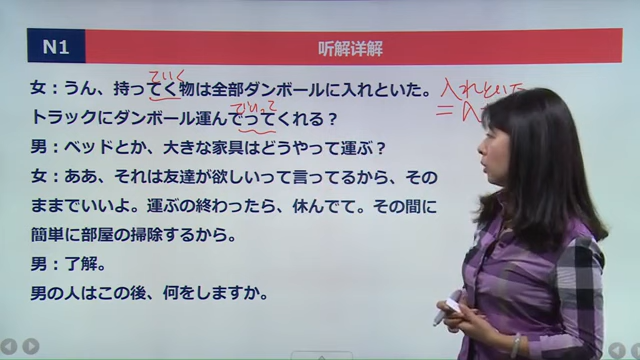 N1
听解详解
ていく
女：うん、持ってく物は全部ダンボールに入れといた。
入れといた
でいって
トラックにダンボール運んでってくれる？
男：ベッドとか、大きな家具はどうやって運ぶ？
女：ああ、それは友達が欲しいって言ってるから、その
ままでいいよ。運ぶの終わったら、休んでて。その間に
簡単に部屋の掃除するから。
男：了解。
男の人はこの後、何をしますか。